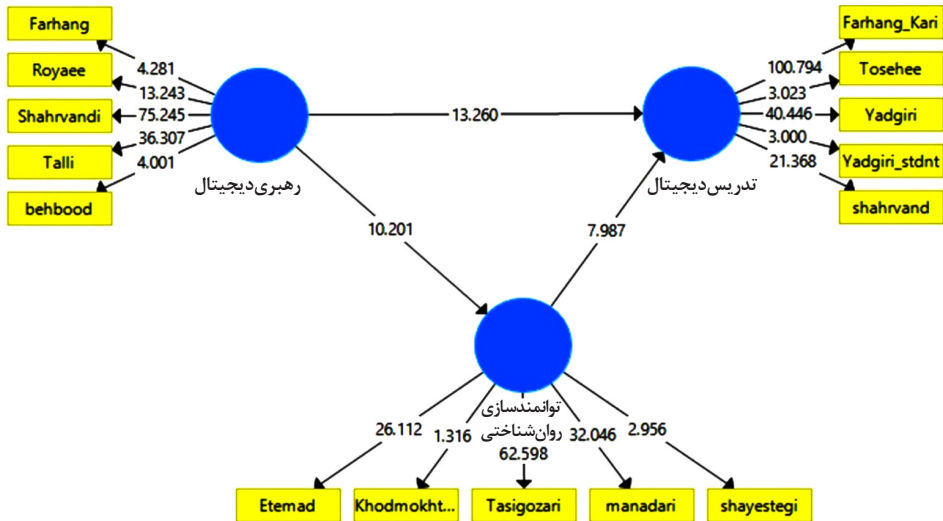 Farhang
Royaee
Shahrvandi
Talli
behbood
4.281
13.243
75.245
36.307
4.001
رهبری‌دیجیتال
13.260
Farhang_Kari
Tosehee
Yadgiri
Yadgiri_stdnt
shahrvand
100.794
3.023
40.446
3.000
21.368
تدریس‌دیجیتال
10.201
7.987
توانمندسازی
روان‌شناختی
26.112
1.316
62.598
32.046
2.956
Etemad
Khodmokht...
Tasigozari
manadari
shayestegi